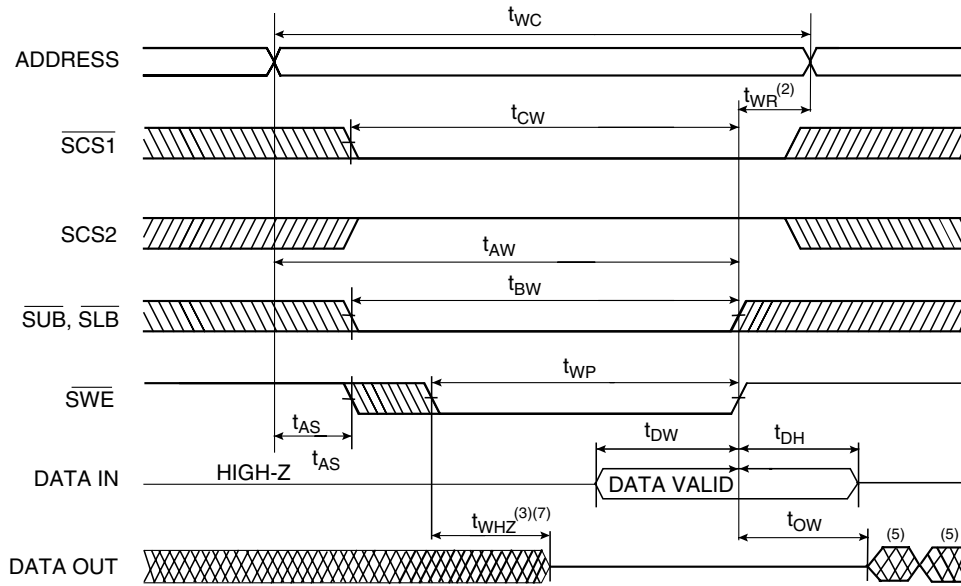 tWC
ADDRESS
tWR(2)
tCW
SCS1
SCS2
tAW
tBW
SUB, SLB
tWP
SWE
tAS
tDW
tDH
tAS
HIGH-Z
DATA IN
DATA VALID
tWHZ(3)(7)
tOW
(5)
(5)
DATA OUT